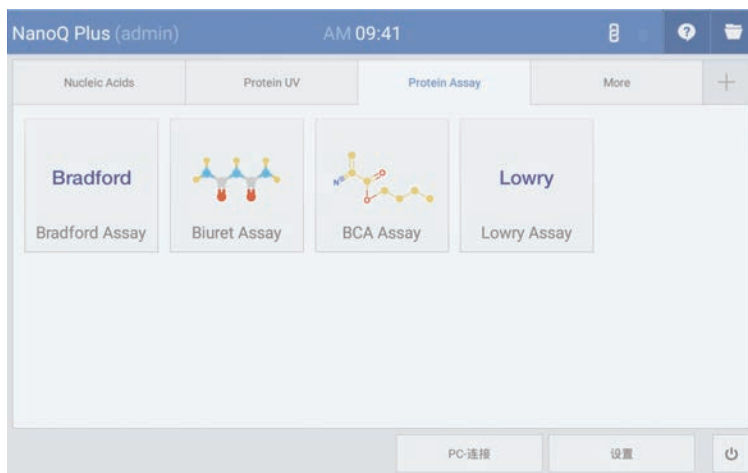 NanoQ Plus (admin) AM 09:41
Nucleic Acids Protein UV Protein Assay More
Bradford Lowry
Bradford Assay Biuret Assay BCA Assay Lowry Assay
PC-连接 设置